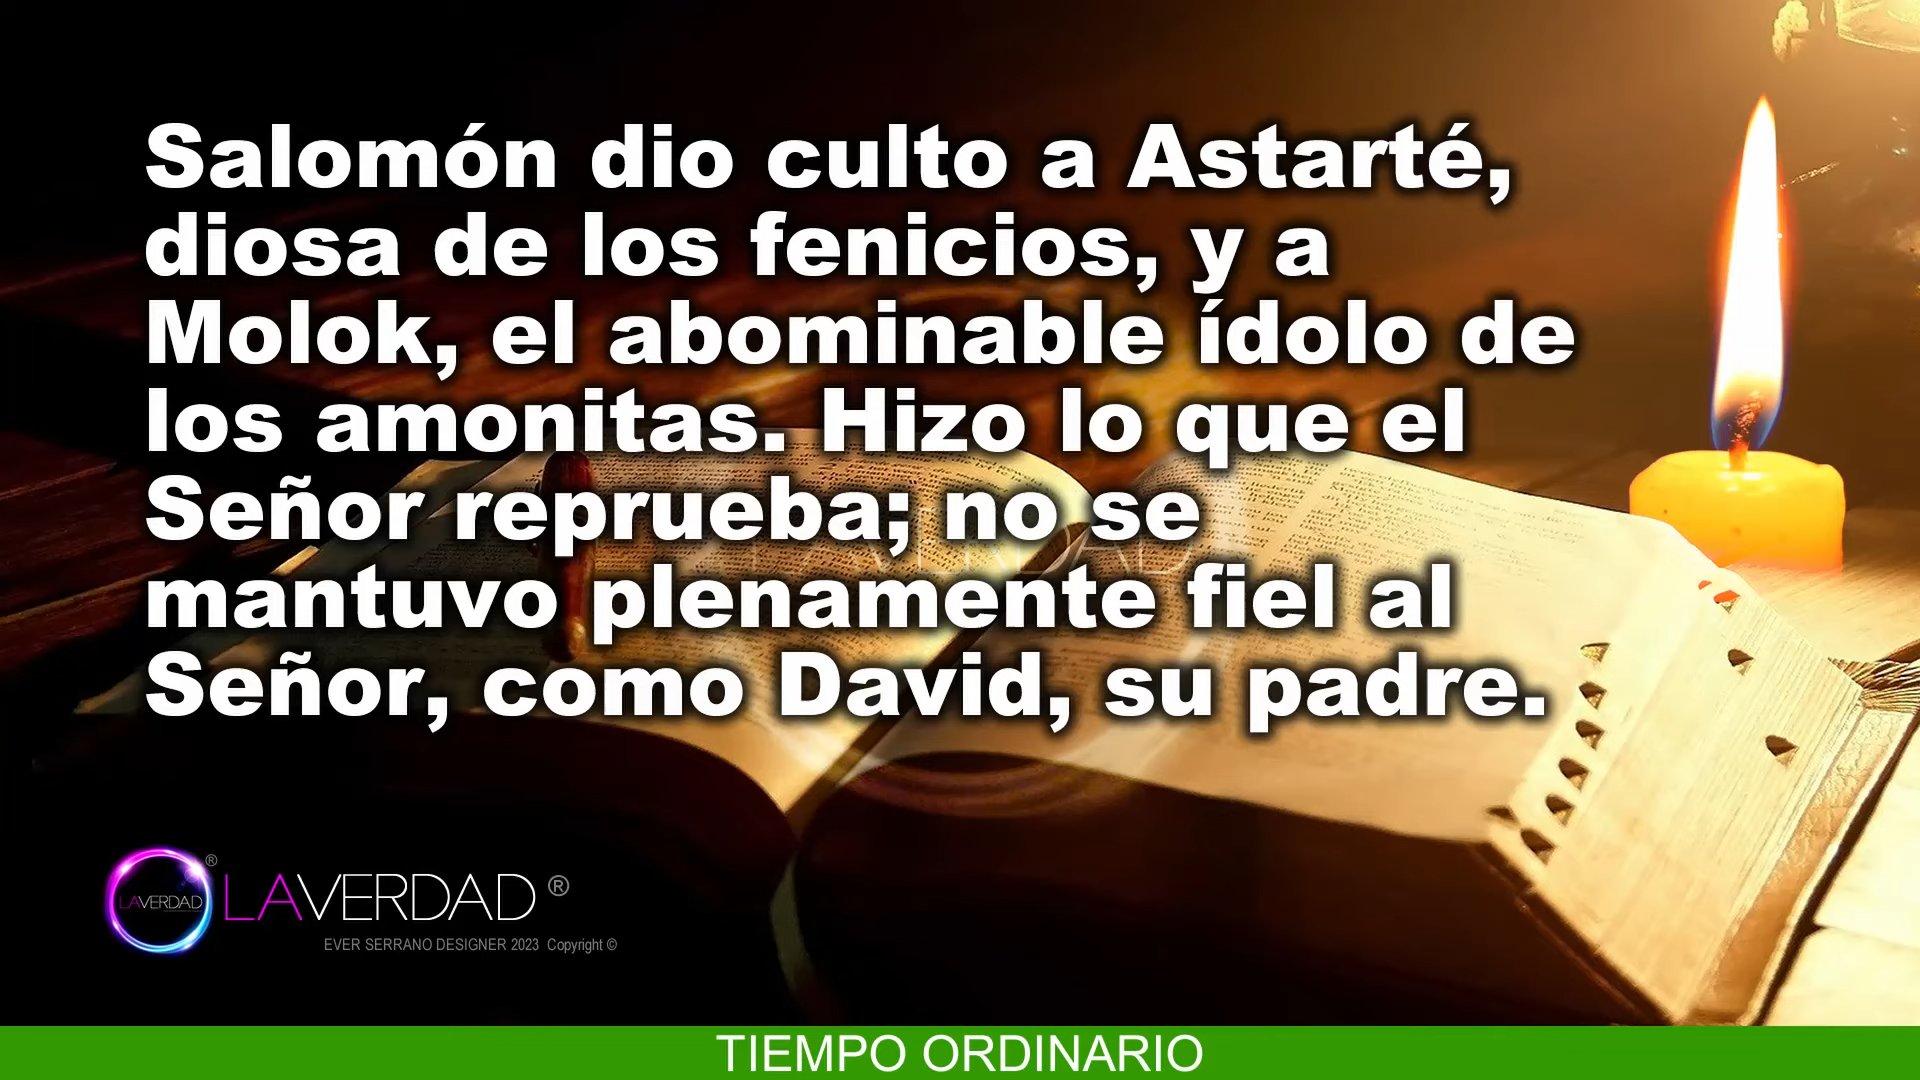 Salomón dio culto a Astarté,
diosa de los fenicios, y a
Molok, el abominable ídolo de
los amonitas. Hizo lo que el
Señor reprueba; no se
mantuvo plenamente fiel al
Señor, como David, su padre.
LAVERDAD
LAVERDAD ®
LAVERDAD ®
EVER SERRANO DESIGNER 2023 Copyright ©
TIEMPO ORDINARIO